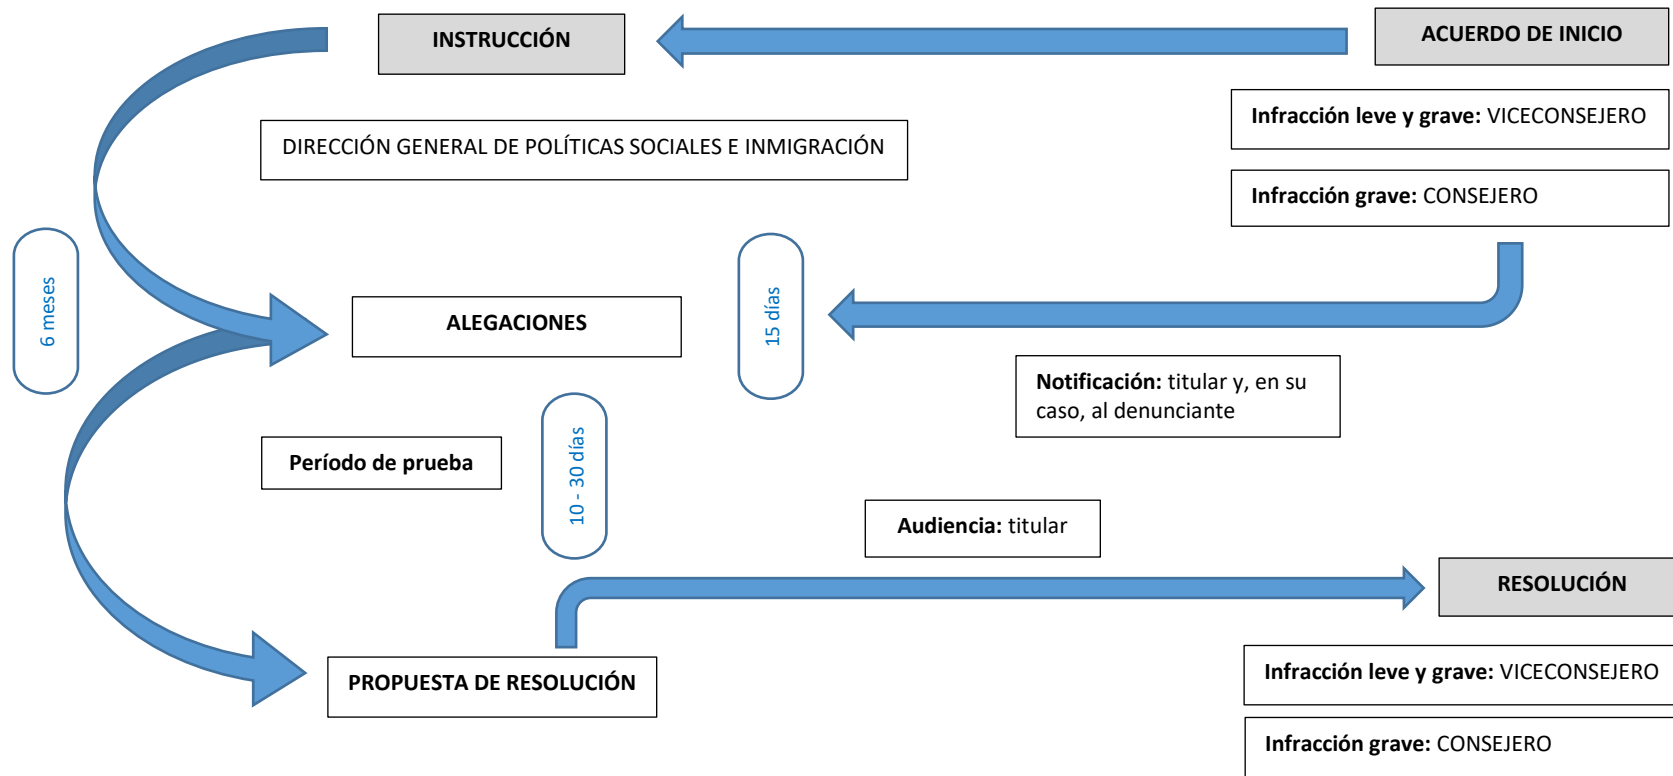 INSTRUCCIÓN
ACUERDO DE INICIO
Infracción leve y grave: VICECONSEJERO
DIRECCIÓN GENERAL DE POLÍTICAS SOCIALES E INMIGRACIÓN
Infracción grave: CONSEJERO
6 meses
ALEGACIONES
15 días
Notificación: titular y, en su
caso, al denunciante
Período de prueba
10 - 30 días
Audiencia: titular
RESOLUCIÓN
PROPUESTA DE RESOLUCIÓN
Infracción leve y grave: VICECONSEJERO
Infracción grave: CONSEJERO